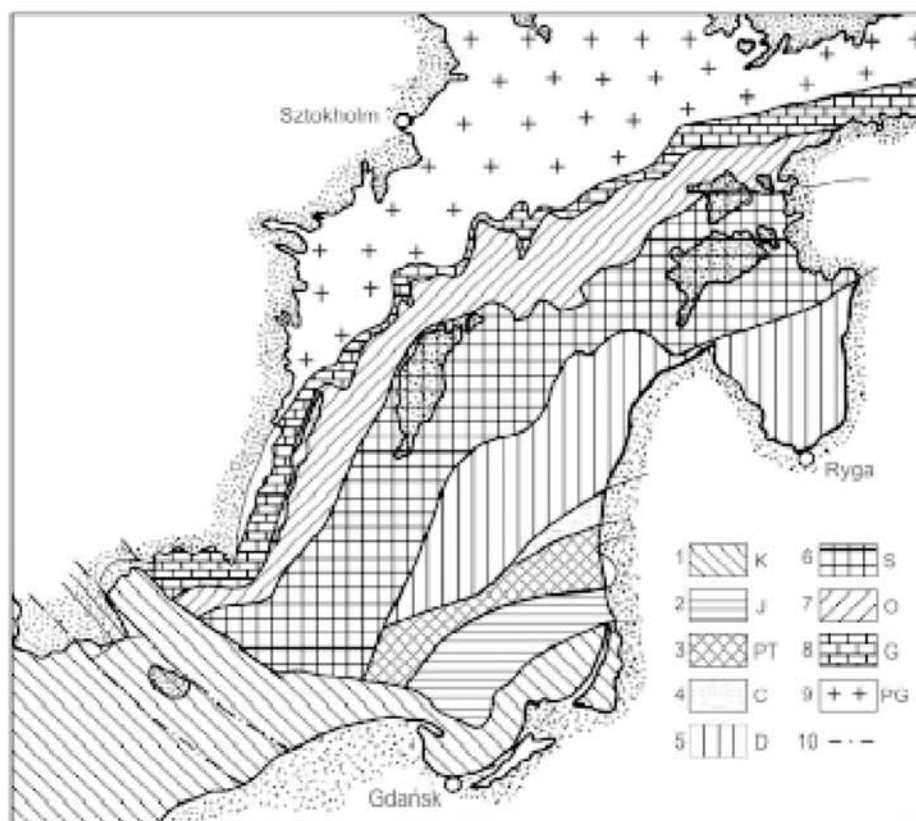 Sztokholm
Ryga
1 K 6 S
2 J 7 O
3 PT 8 G
4 C 9 PG
5 D 10
Gdańsk